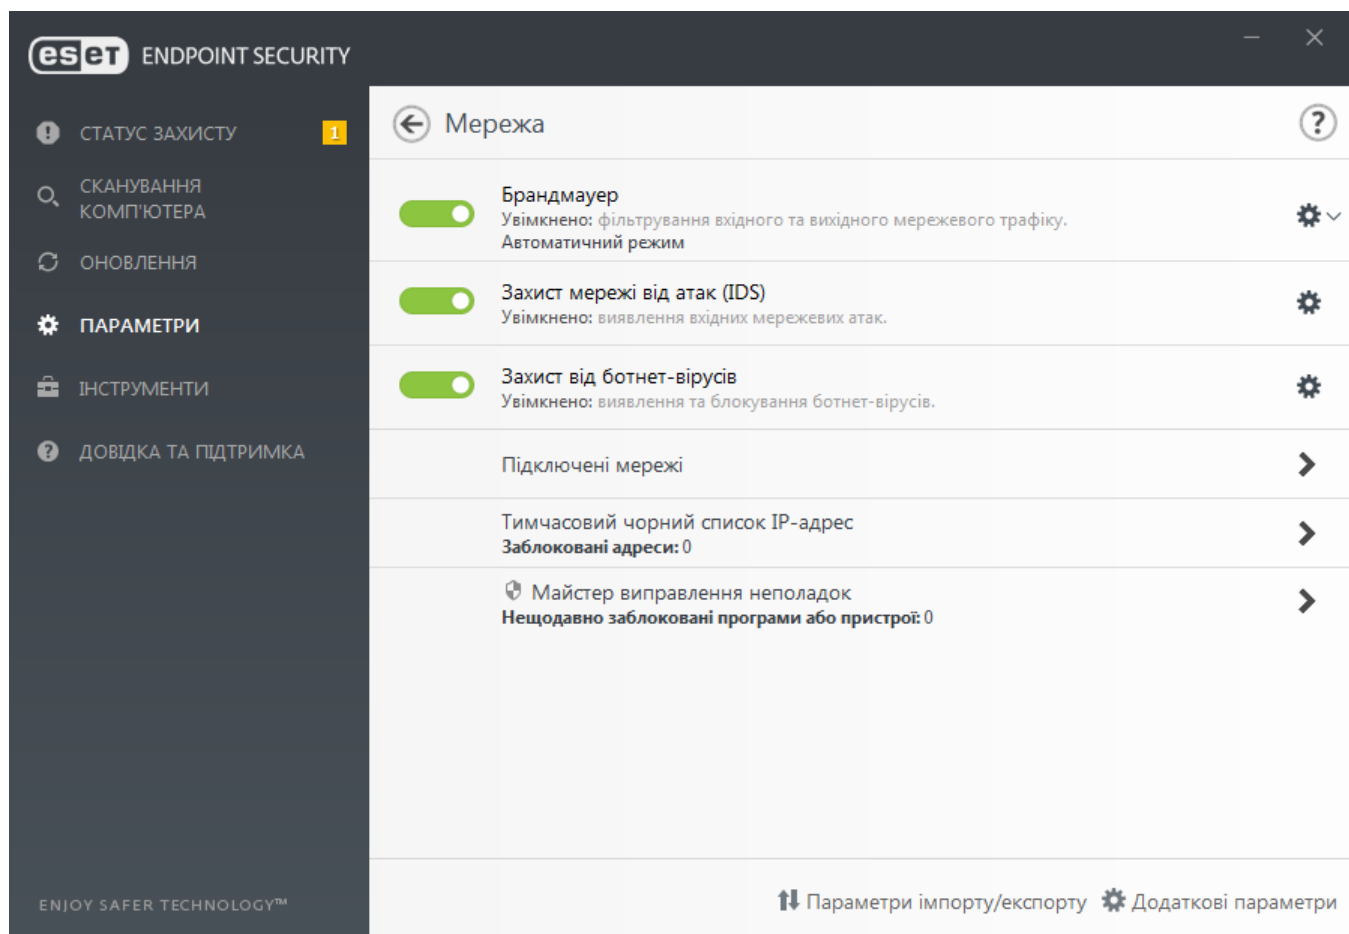 eset ENDPOINT SECURITY
СТАТУС ЗАХИСТУ 1
СКАНУВАННЯ
КОМП'ЮТЕРА
ОНОВЛЕННЯ
ПАРАМЕТРИ
ІНСТРУМЕНТИ
ДОВІДКА ТА ПІДТРИМКА
ENJOY SAFER TECHNOLOGY™
Мережа ?
Брандмауер
Увімкнено: фільтрування вхідного та вихідного мережевого трафіку.
Автоматичний режим
Захист мережі від атак (IDS)
Увімкнено: виявлення вхідних мережевих атак.
Захист від ботнет-вірусів
Увімкнено: виявлення та блокування ботнет-вірусів.
Підключені мережі
Тимчасовий чорний список IP-адрес
Заблоковані адреси: 0
Майстер виправлення неполадок
Нещодавно заблоковані програми або пристрої: 0
Параметри імпорту/експорту Додаткові параметри